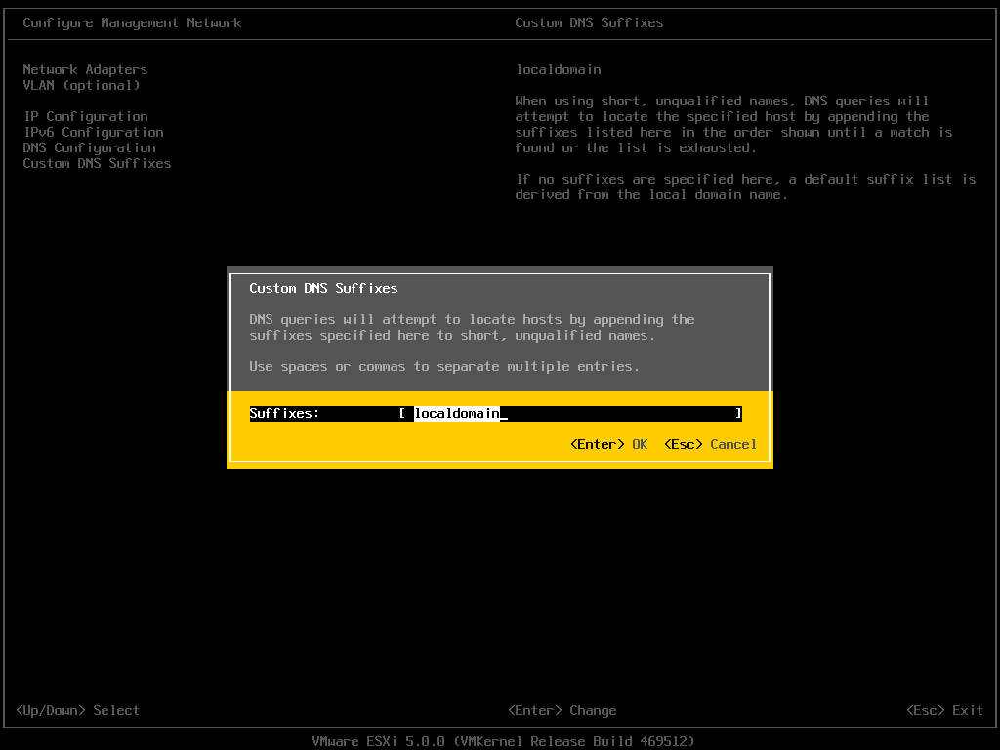 Configure Management Network
Custom DNS Suffixes
Network Adapters
VLAN (optional)
IP Configuration
IPv6 Configuration
DNS Configuration
Custom DNS Suffixes
localdomain
When using short, unqualified names, DNS queries will
attempt to locate the specified host by appending the
suffixes listed here in the order shown until a match is
found or the list is exhausted.
If no suffixes are specified here, a default suffix list is
derived from the local domain name.
Custom DNS Suffixes
DNS queries will attempt to locate hosts by appending the
suffixes specified here to short, unqualified names.
Use spaces or commas to separate multiple entries.
Suffixes: [ localdomain_ ]
<Enter> OK <Esc> Cancel
<Up/Down> Select
<Enter> Change
<Esc> Exit
VMware ESXi 5.0.0 (VMKernel Release Build 469512)